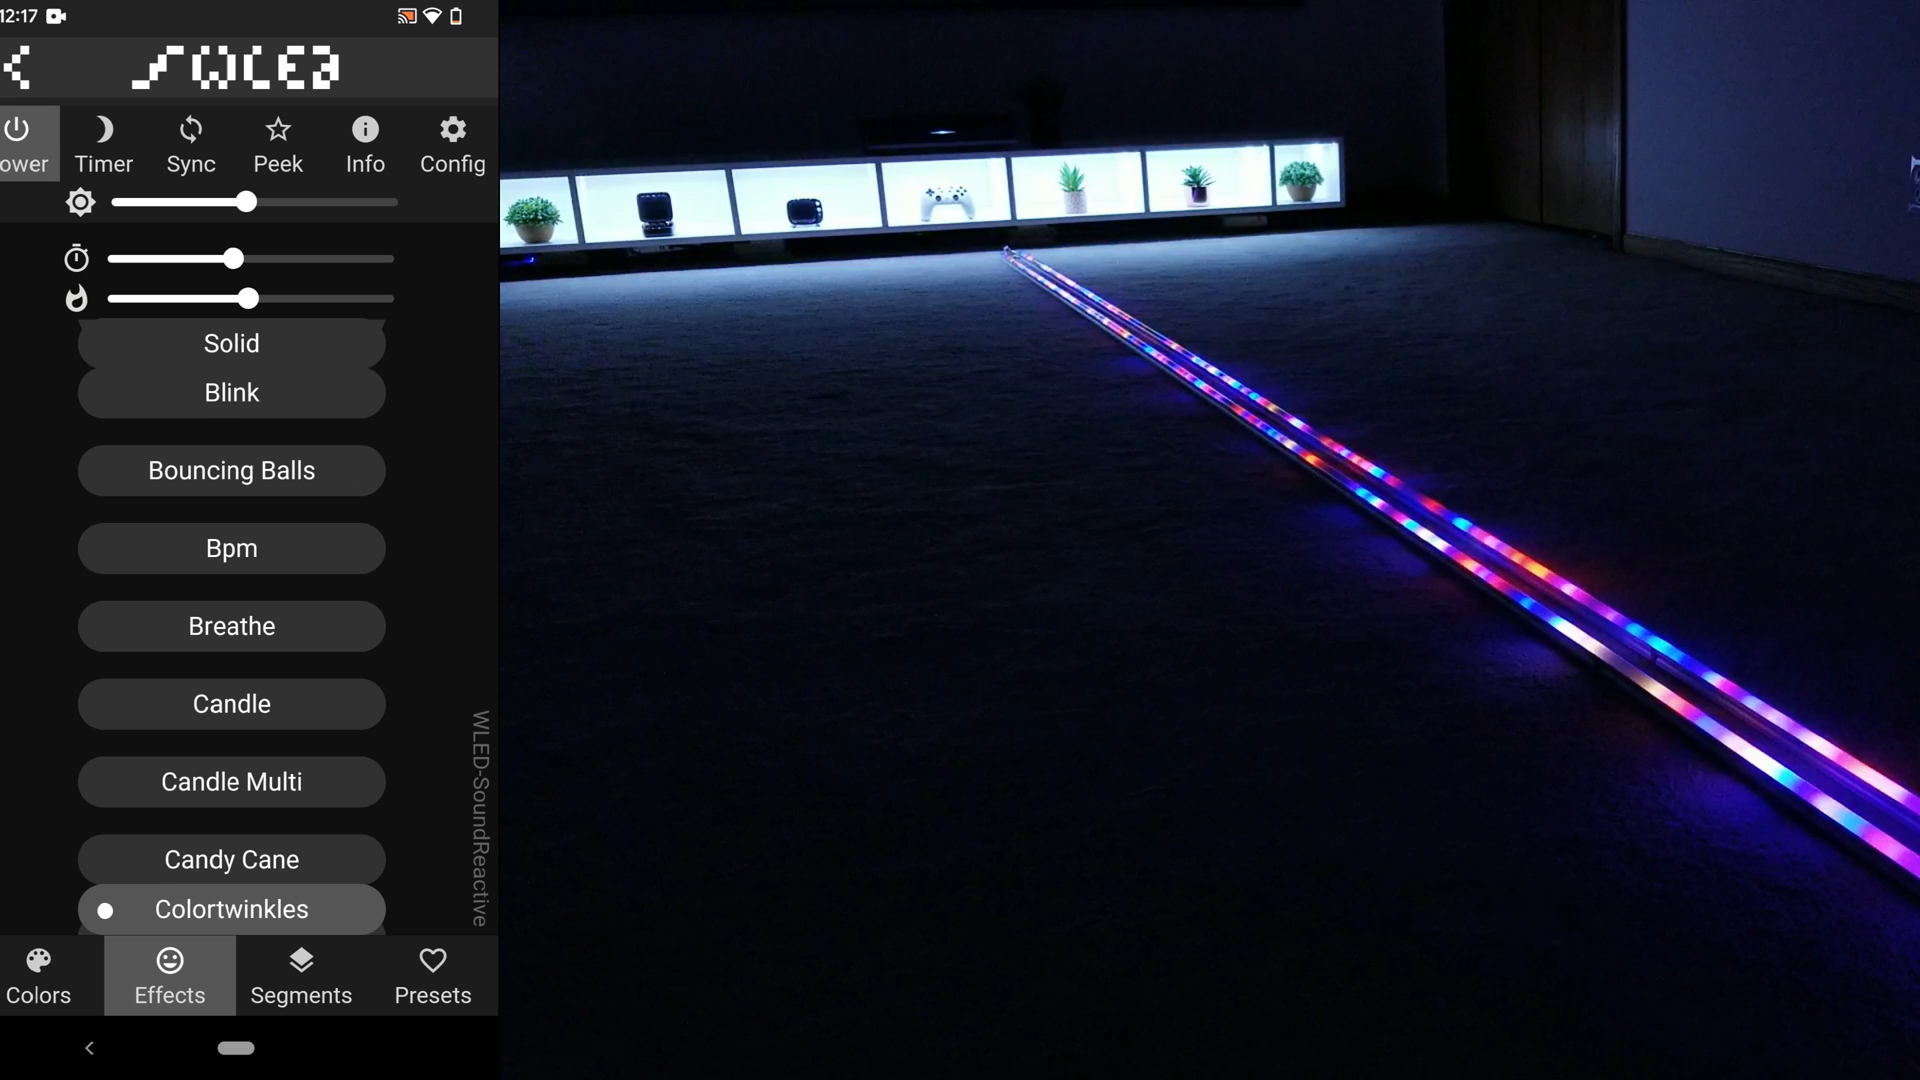 12:17
ower
Timer
Sync
Peek
Info
Config
Solid
Blink
Bouncing Balls
Bpm
Breathe
Candle
Candle Multi
Candy Cane
Colortwinkles
WLED-SoundReactive
Colors
Effects
Segments
Presets